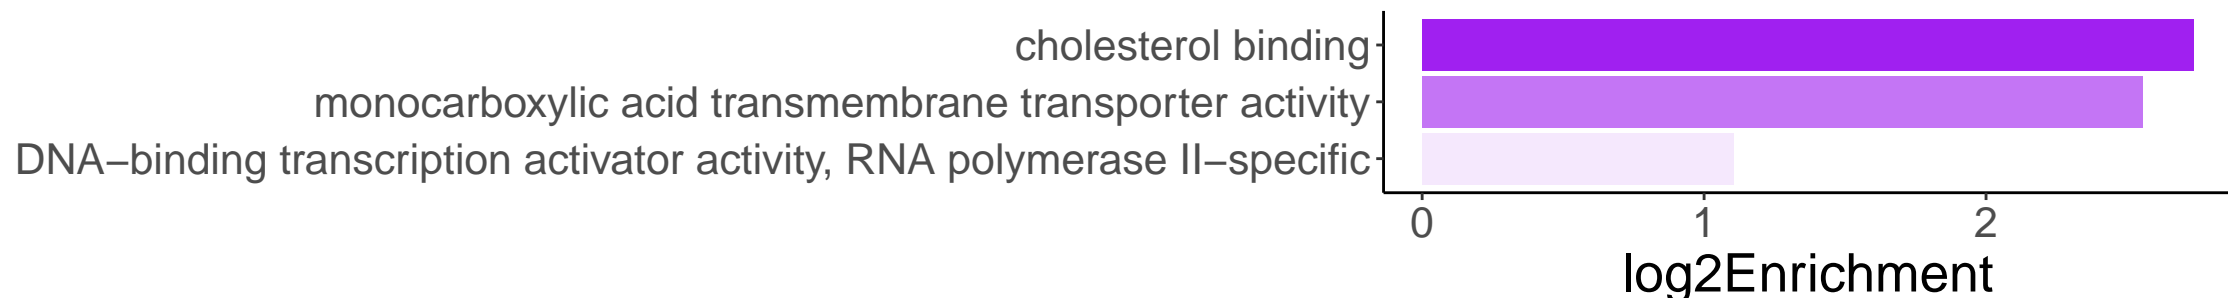 cholesterol binding
monocarboxylic acid transmembrane transporter activity
DNA−binding transcription activator activity, RNA polymerase II−specific
0 1 2
log2Enrichment